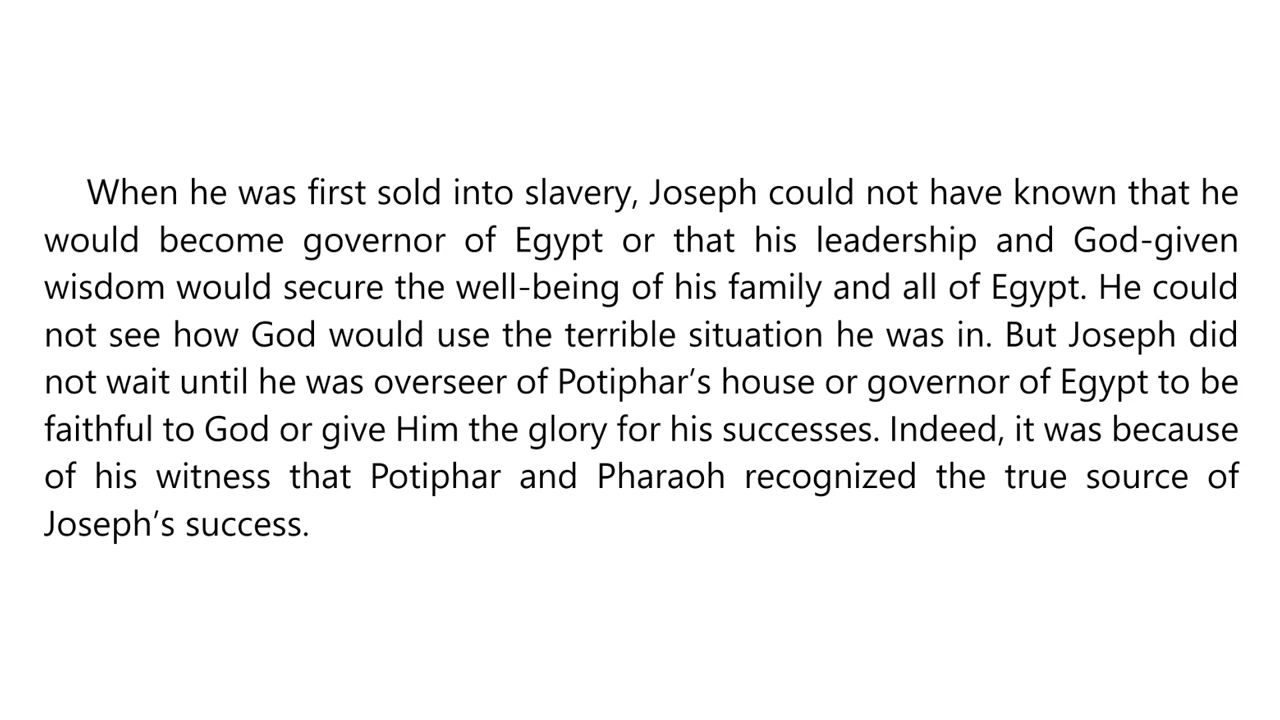 When he was first sold into slavery, Joseph could not have known that he
would become governor of Egypt or that his leadership and God-given
wisdom would secure the well-being of his family and all of Egypt. He could
not see how God would use the terrible situation he was in. But Joseph did
not wait until he was overseer of Potiphar’s house or governor of Egypt to be
faithful to God or give Him the glory for his successes. Indeed, it was because
of his witness that Potiphar and Pharaoh recognized the true source of
Joseph’s success.